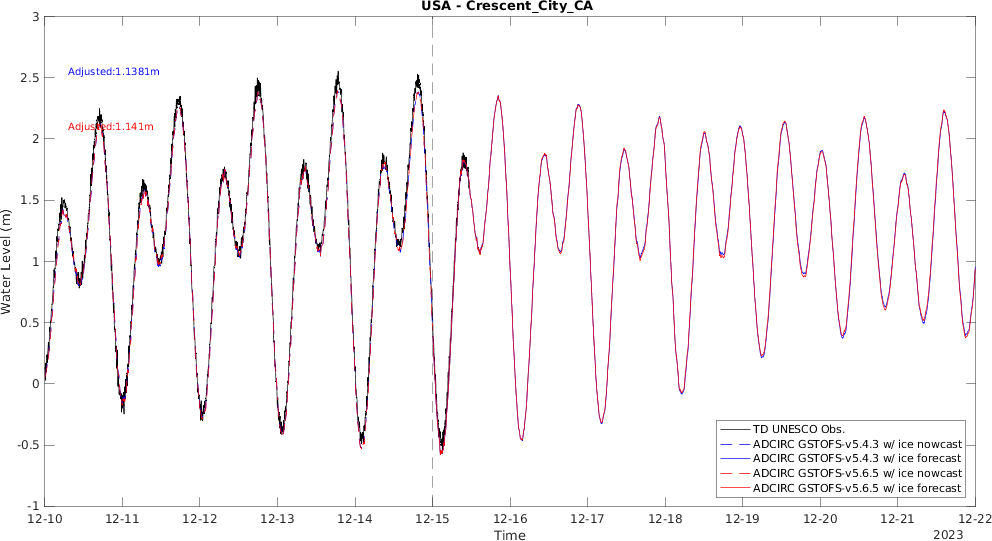 USA - Crescent_City_CA
3
2.5
2
1.5
1
0.5
0
-0.5
-1
Water Level (m)
Adjusted:1.1381m
Adjusted:1.141m
TD UNESCO Obs.
ADCIRC GSTOFS-v5.4.3 w/ ice nowcast
ADCIRC GSTOFS-v5.4.3 w/ ice forecast
ADCIRC GSTOFS-v5.6.5 w/ ice nowcast
ADCIRC GSTOFS-v5.6.5 w/ ice forecast
12-10 12-11 12-12 12-13 12-14 12-15 12-16 12-17 12-18 12-19 12-20 12-21 12-22
Time
2023